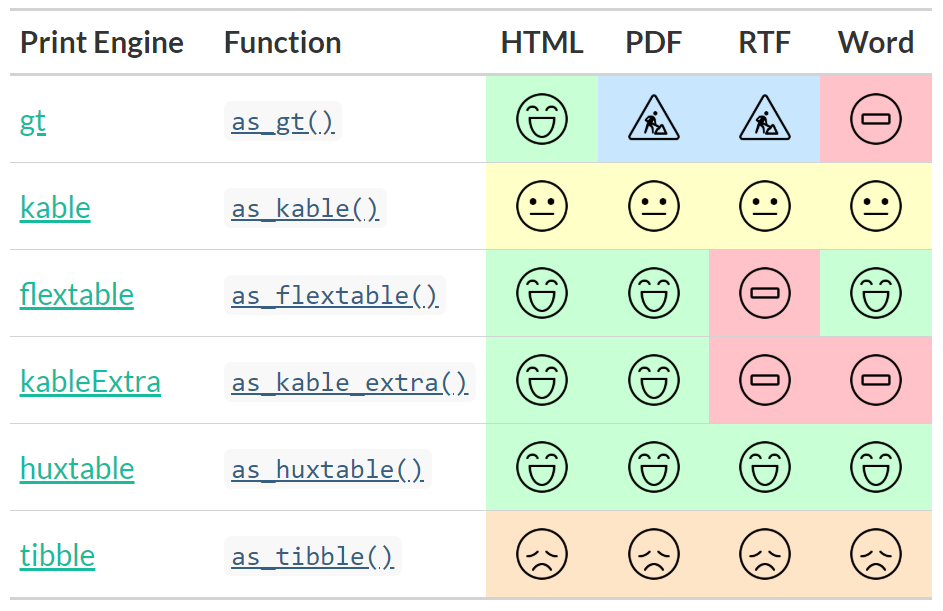 Print Engine Function HTML PDF RTF Word
gt as_gt()
kable as_kable()
flextable as_flextable()
kableExtra as_kable_extra()
huxtable as_huxtable()
tibble as_tibble()